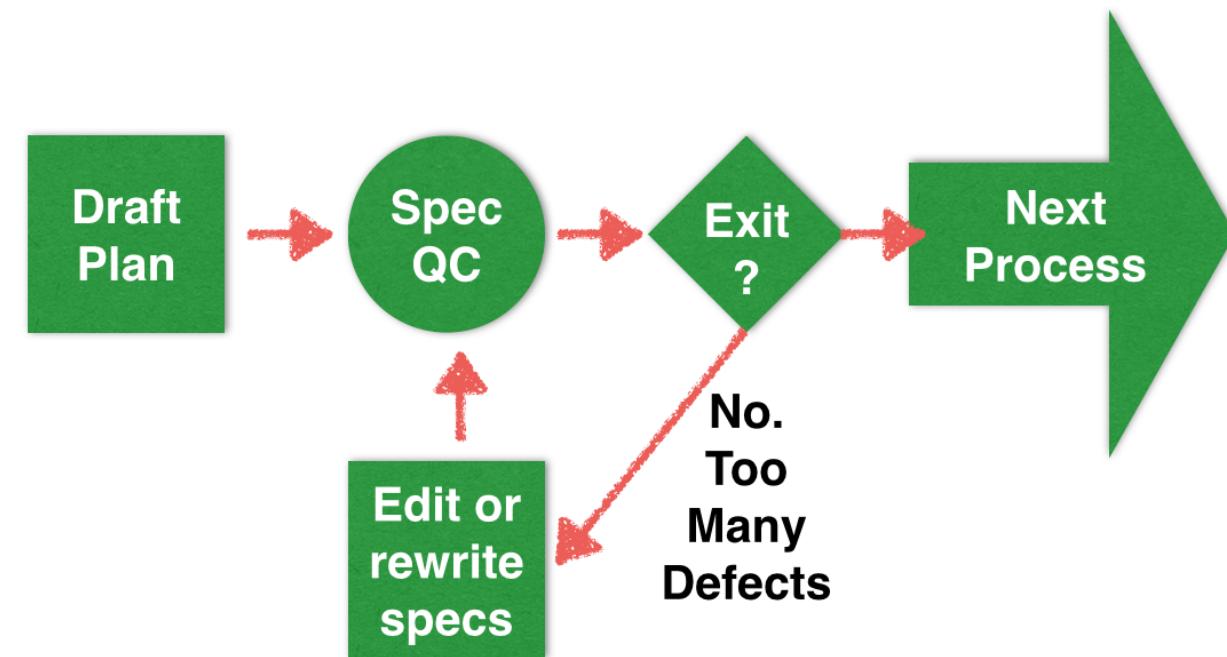 Draft
Plan
Spec
QC
Exit
?
Next
Process
No.
Too
Many
Defects
Edit or
rewrite
specs